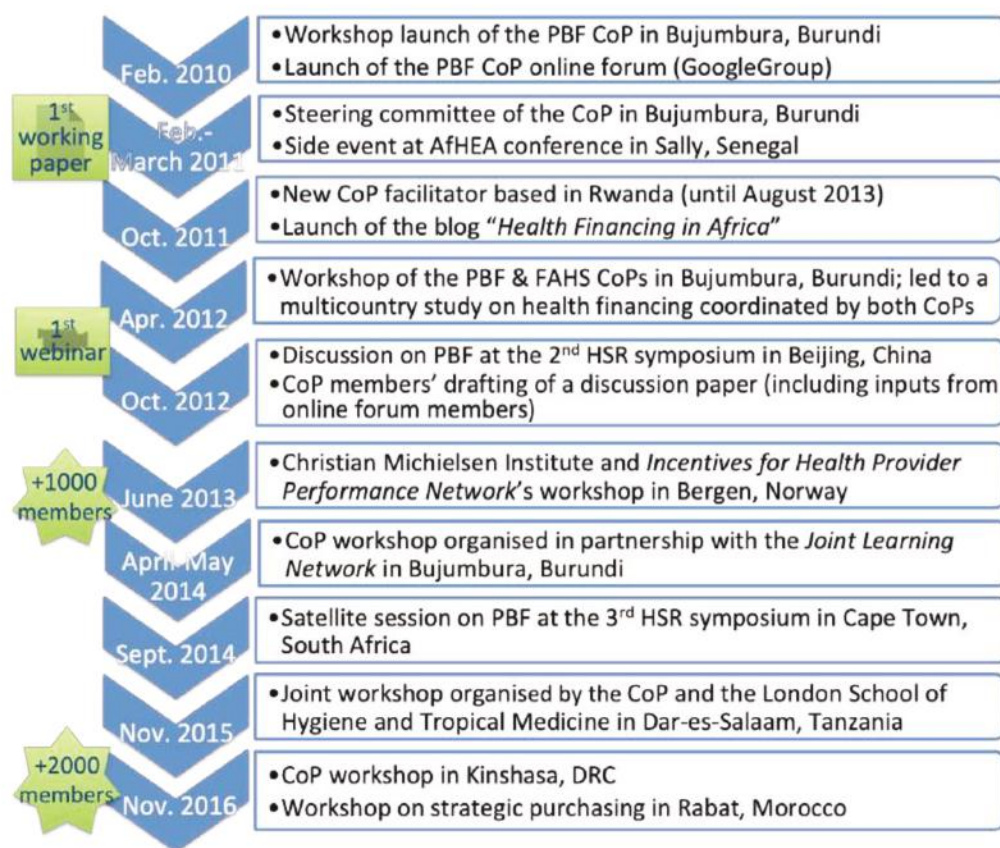 Feb. 2010
•Workshop launch of the PBF CoP in Bujumbura, Burundi
•Launch of the PBF CoP online forum (GoogleGroup)
1st
working
paper
Feb.-
March 2011
•Steering committee of the CoP in Bujumbura, Burundi
•Side event at AfHEA conference in Sally, Senegal
Oct. 2011
•New CoP facilitator based in Rwanda (until August 2013)
•Launch of the blog “Health Financing in Africa”
Apr. 2012
•Workshop of the PBF & FAHS CoPs in Bujumbura, Burundi; led to a
multicountry study on health financing coordinated by both CoPs
1st
webinar
Oct. 2012
•Discussion on PBF at the 2nd HSR symposium in Beijing, China
•CoP members’ drafting of a discussion paper (including inputs from
online forum members)
+1000
members
June 2013
•Christian Michielsen Institute and Incentives for Health Provider
Performance Network’s workshop in Bergen, Norway
April-May
2014
•CoP workshop organised in partnership with the Joint Learning
Network in Bujumbura, Burundi
Sept. 2014
•Satellite session on PBF at the 3rd HSR symposium in Cape Town,
South Africa
Nov. 2015
•Joint workshop organised by the CoP and the London School of
Hygiene and Tropical Medicine in Dar-es-Salaam, Tanzania
+2000
members
Nov. 2016
•CoP workshop in Kinshasa, DRC
•Workshop on strategic purchasing in Rabat, Morocco